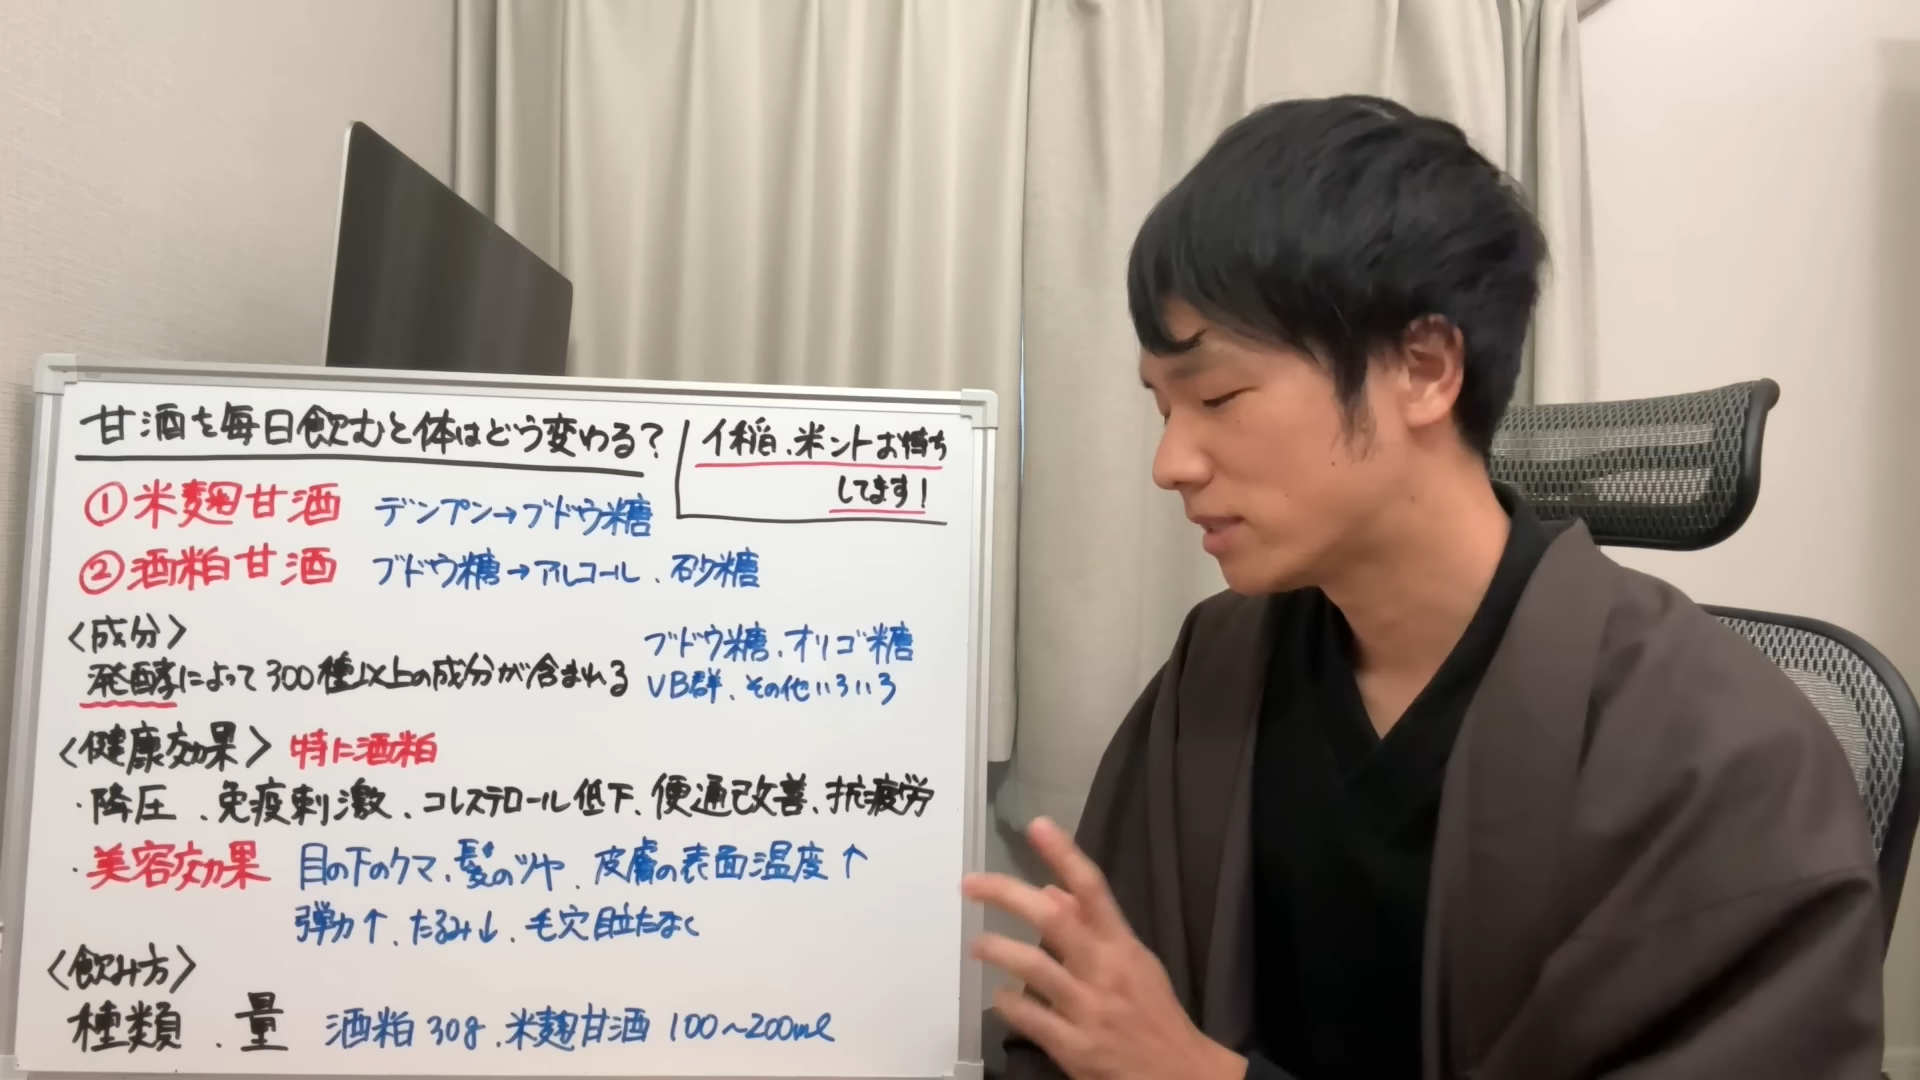 甘酒を毎日飲むと体はどう変わる?
イ稲、米ントお待ち
してます!
①米麹甘酒 デンプン→ブドウ糖
②酒粕甘酒 ブドウ糖→アルコール、砂糖
〈成分〉
発酵によって300種以上の成分が含まれる
ブドウ糖、オリゴ糖
VB群、その他いろいろ
〈健康効果〉特に酒粕
・降圧、免疫刺激、コレステロール低下、便通改善、抗疲労
・美容効果 目の下のクマ、髪のツヤ、皮膚の表面温度↑
弾力↑、たるみ↓、毛穴目立たなく
〈飲み方〉
種類、量 酒粕30g、米麹甘酒100〜200ml